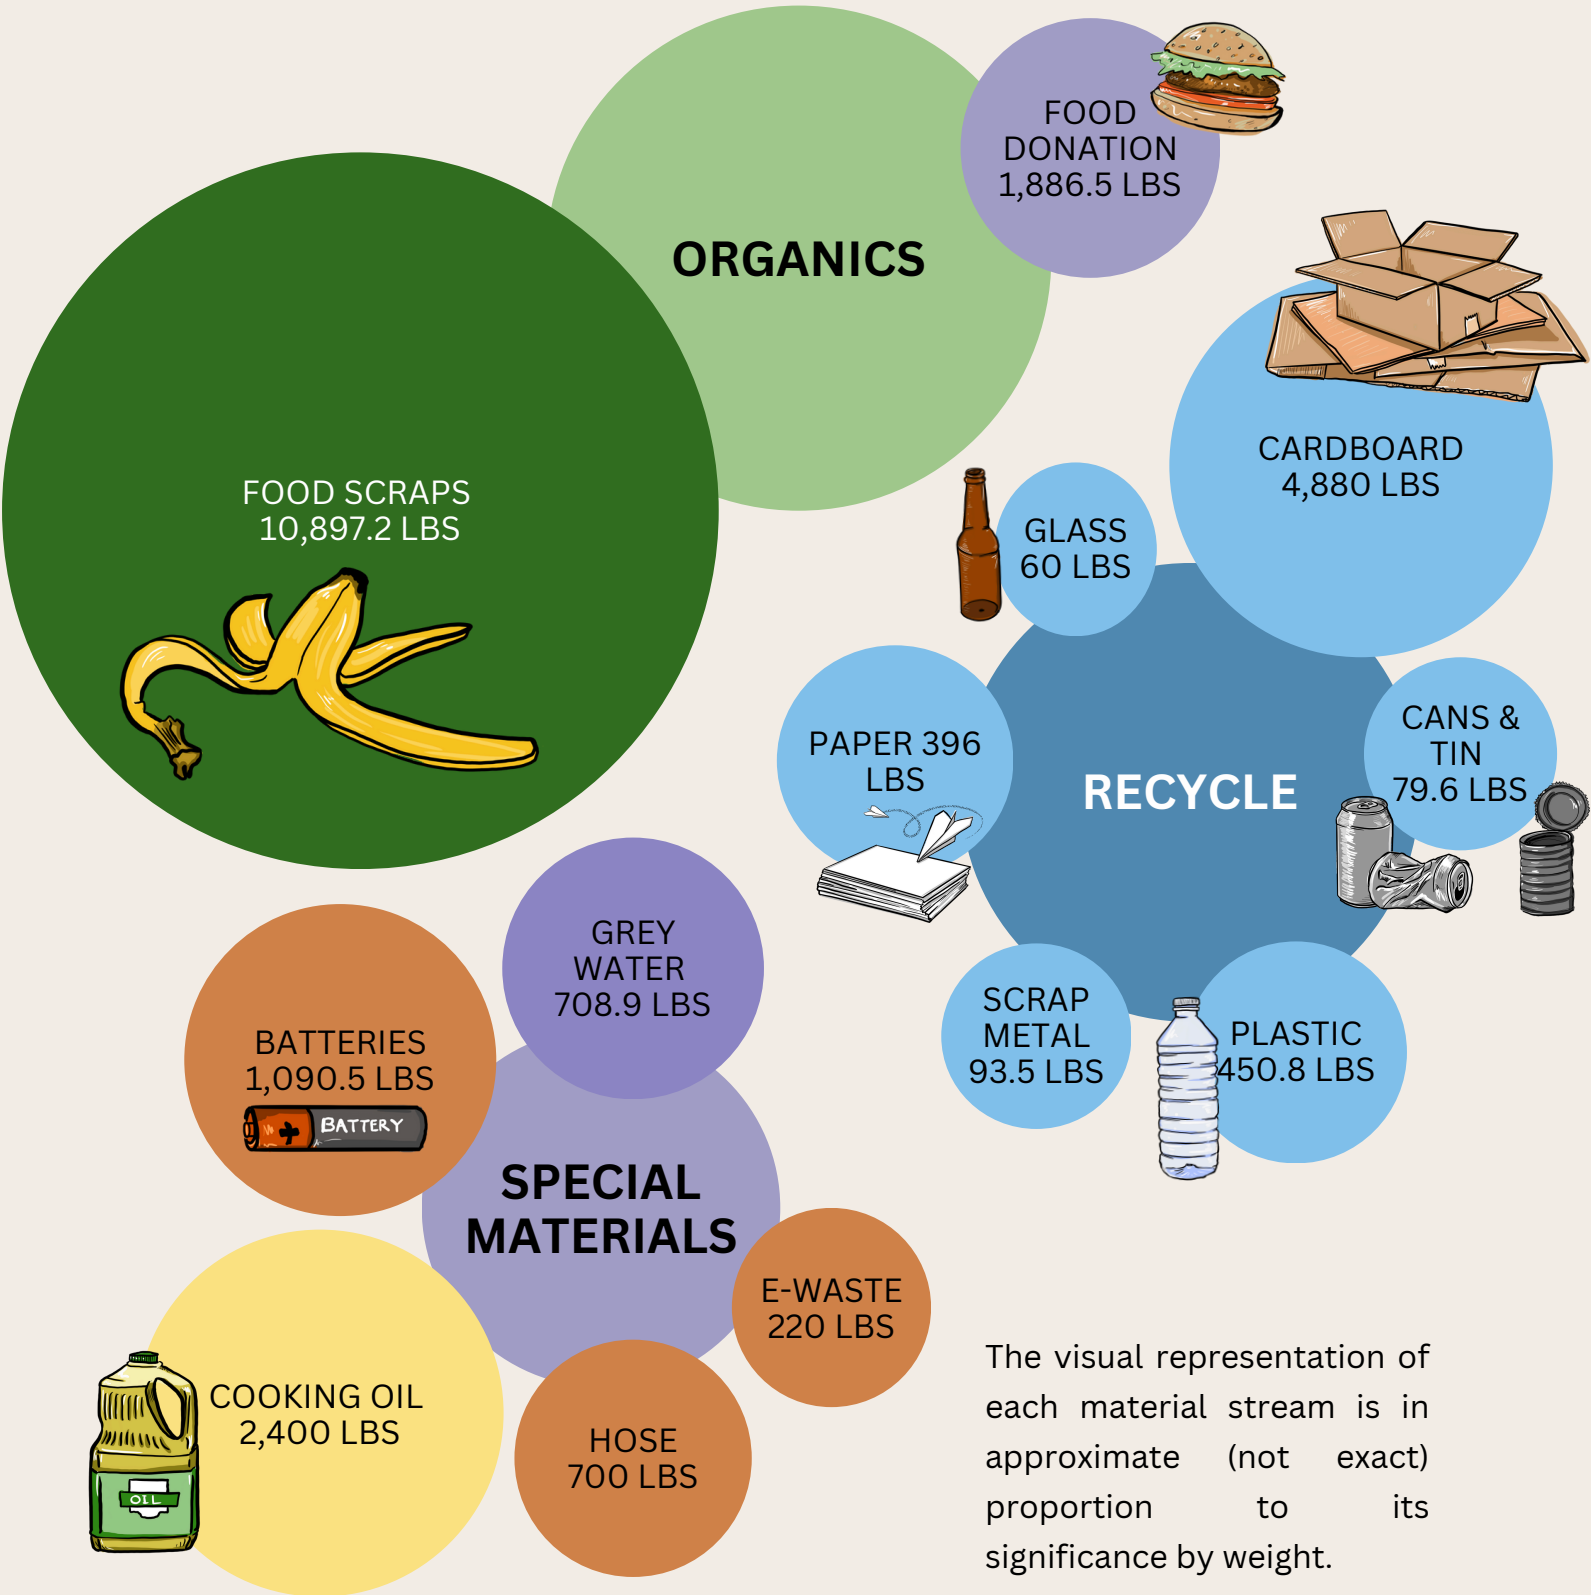 FOOD
DONATION
1,886.5 LBS
ORGANICS
FOOD SCRAPS
10,897.2 LBS
CARDBOARD
4,880 LBS
GLASS
60 LBS
PAPER 396
LBS
RECYCLE
CANS &
TIN
79.6 LBS
SCRAP
METAL
93.5 LBS
PLASTIC
450.8 LBS
GREY
WATER
708.9 LBS
BATTERIES
1,090.5 LBS
BATTERY
SPECIAL
MATERIALS
E-WASTE
220 LBS
COOKING OIL
2,400 LBS
OIL
HOSE
700 LBS
The visual representation of
each material stream is in
approximate (not exact)
proportion to its
significance by weight.